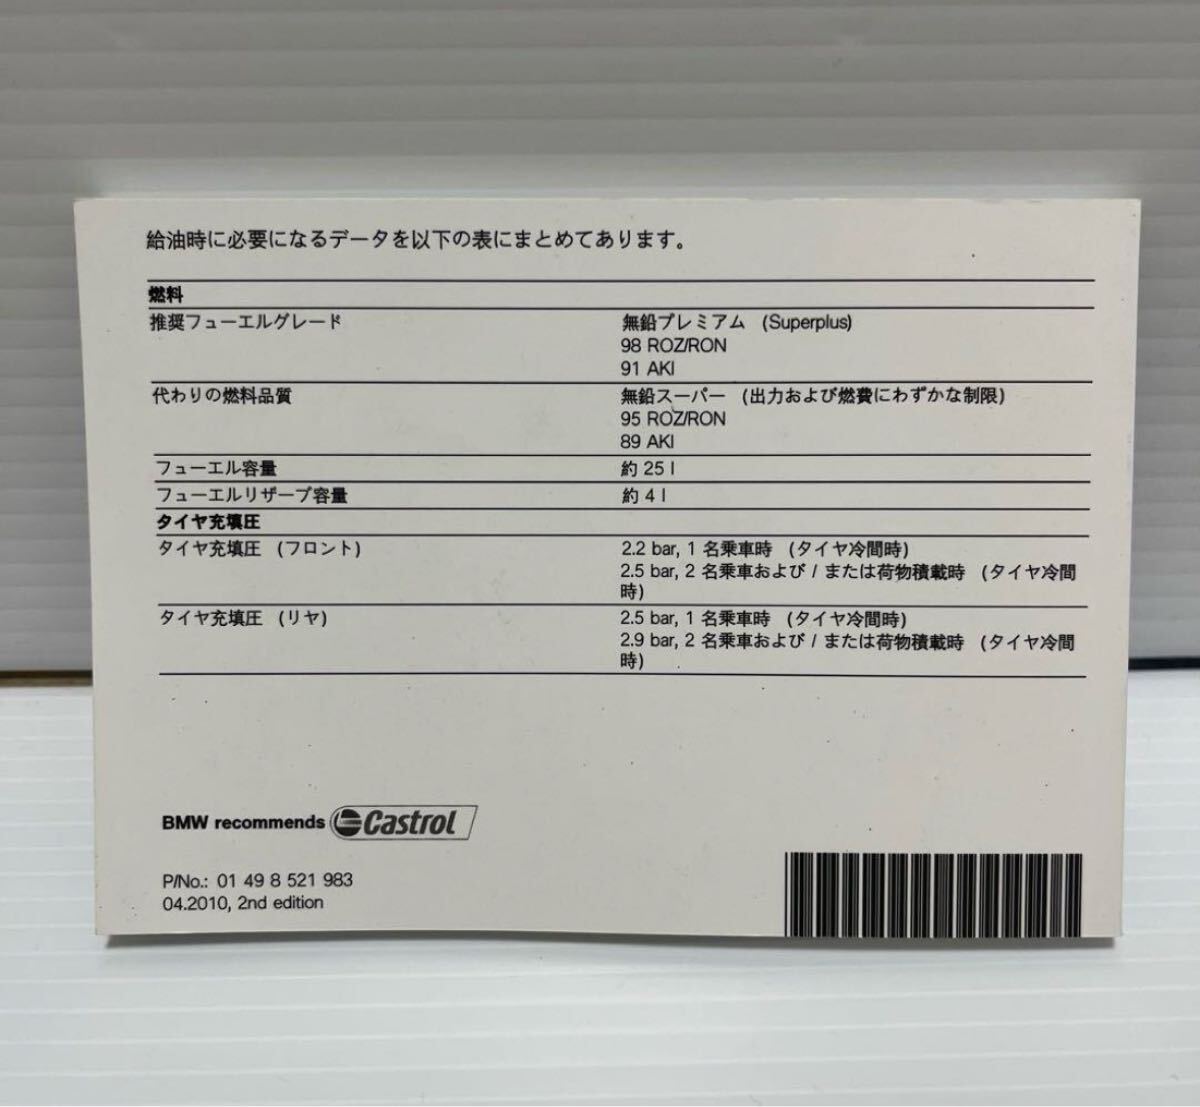 給油時に必要になるデータを以下の表にまとめてあります。
燃料
推奨フューエルグレード 無鉛プレミアム (Superplus)
98 ROZ/RON
91 AKI
代わりの燃料品質 無鉛スーパー (出力および燃費にわずかな制限)
95 ROZ/RON
89 AKI
フューエル容量 約 25 l
フューエルリザーブ容量 約 4 l
タイヤ充填圧
タイヤ充填圧 (フロント) 2.2 bar, 1 名乗車時 (タイヤ冷間時)
2.5 bar, 2 名乗車および / または荷物積載時 (タイヤ冷間
時)
タイヤ充填圧 (リヤ) 2.5 bar, 1 名乗車時 (タイヤ冷間時)
2.9 bar, 2 名乗車および / または荷物積載時 (タイヤ冷間
時)
BMW recommends Castrol
P/No.: 01 49 8 521 983
04.2010, 2nd edition